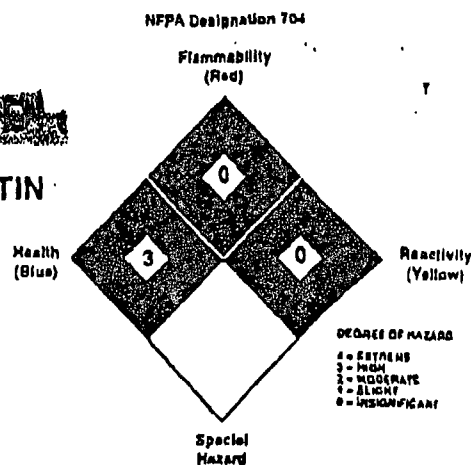 NFPA Designation 704
Flammability
(Red)
T
TIN
0
Health
(Blue)
3
0
Reactivity
(Yellow)
DEGREE OF HAZARD
4 = EXTREME
3 = HIGH
2 = MODERATE
1 = SLIGHT
0 = INSIGNIFICANT
Special
Hazard